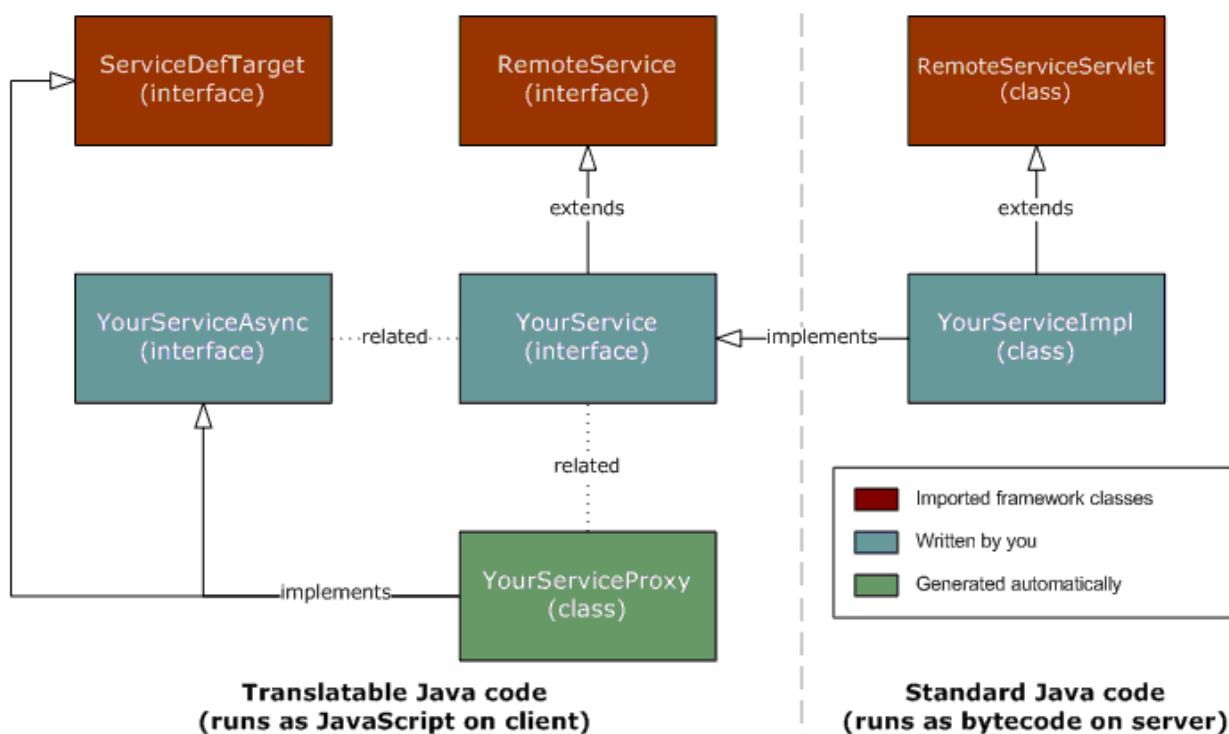 ServiceDefTarget
(interface)
RemoteService
(interface)
RemoteServiceServlet
(class)
extends
extends
YourServiceAsync
(interface)
related
YourService
(interface)
implements
YourServiceImpl
(class)
related
Imported framework classes
Written by you
Generated automatically
implements
YourServiceProxy
(class)
Translatable Java code
(runs as JavaScript on client)
Standard Java code
(runs as bytecode on server)